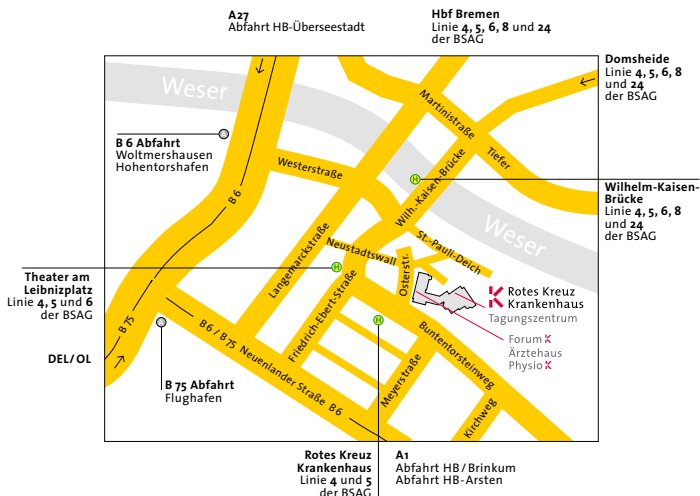 A27
Abfahrt HB-Überseestadt
Hbf Bremen
Linie 4, 5, 6, 8 und 24
der BSAG
Domsheide
Linie 4, 5, 6, 8
und 24
der BSAG
Weser
Martinistraße
Tiefer
B 6 Abfahrt
Woltmershausen
Hohentorshafen
Westerstraße
Wilh.-Kaisen-Brücke
Wilhelm-Kaisen-
Brücke
Linie 4, 5, 6, 8
und 24
der BSAG
B 6
Weser
H
St.-Pauli-Deich
Neustadtswall
Osterstr.
Langemarckstraße
Theater am
Leibnizplatz
Linie 4, 5 und 6
der BSAG
H
Rotes Kreuz
Krankenhaus
Tagungszentrum
Forum
Ärztehaus
Physio
Friedrich-Ebert-Straße
H
Buntentorsteinweg
B 75
B 6 / B 75 Neuenlander Straße B 6
Meyerstraße
Kirchweg
DEL/OL
B 75 Abfahrt
Flughafen
Rotes Kreuz
Krankenhaus
Linie 4 und 5
der BSAG
A1
Abfahrt HB/Brinkum
Abfahrt HB-Arsten